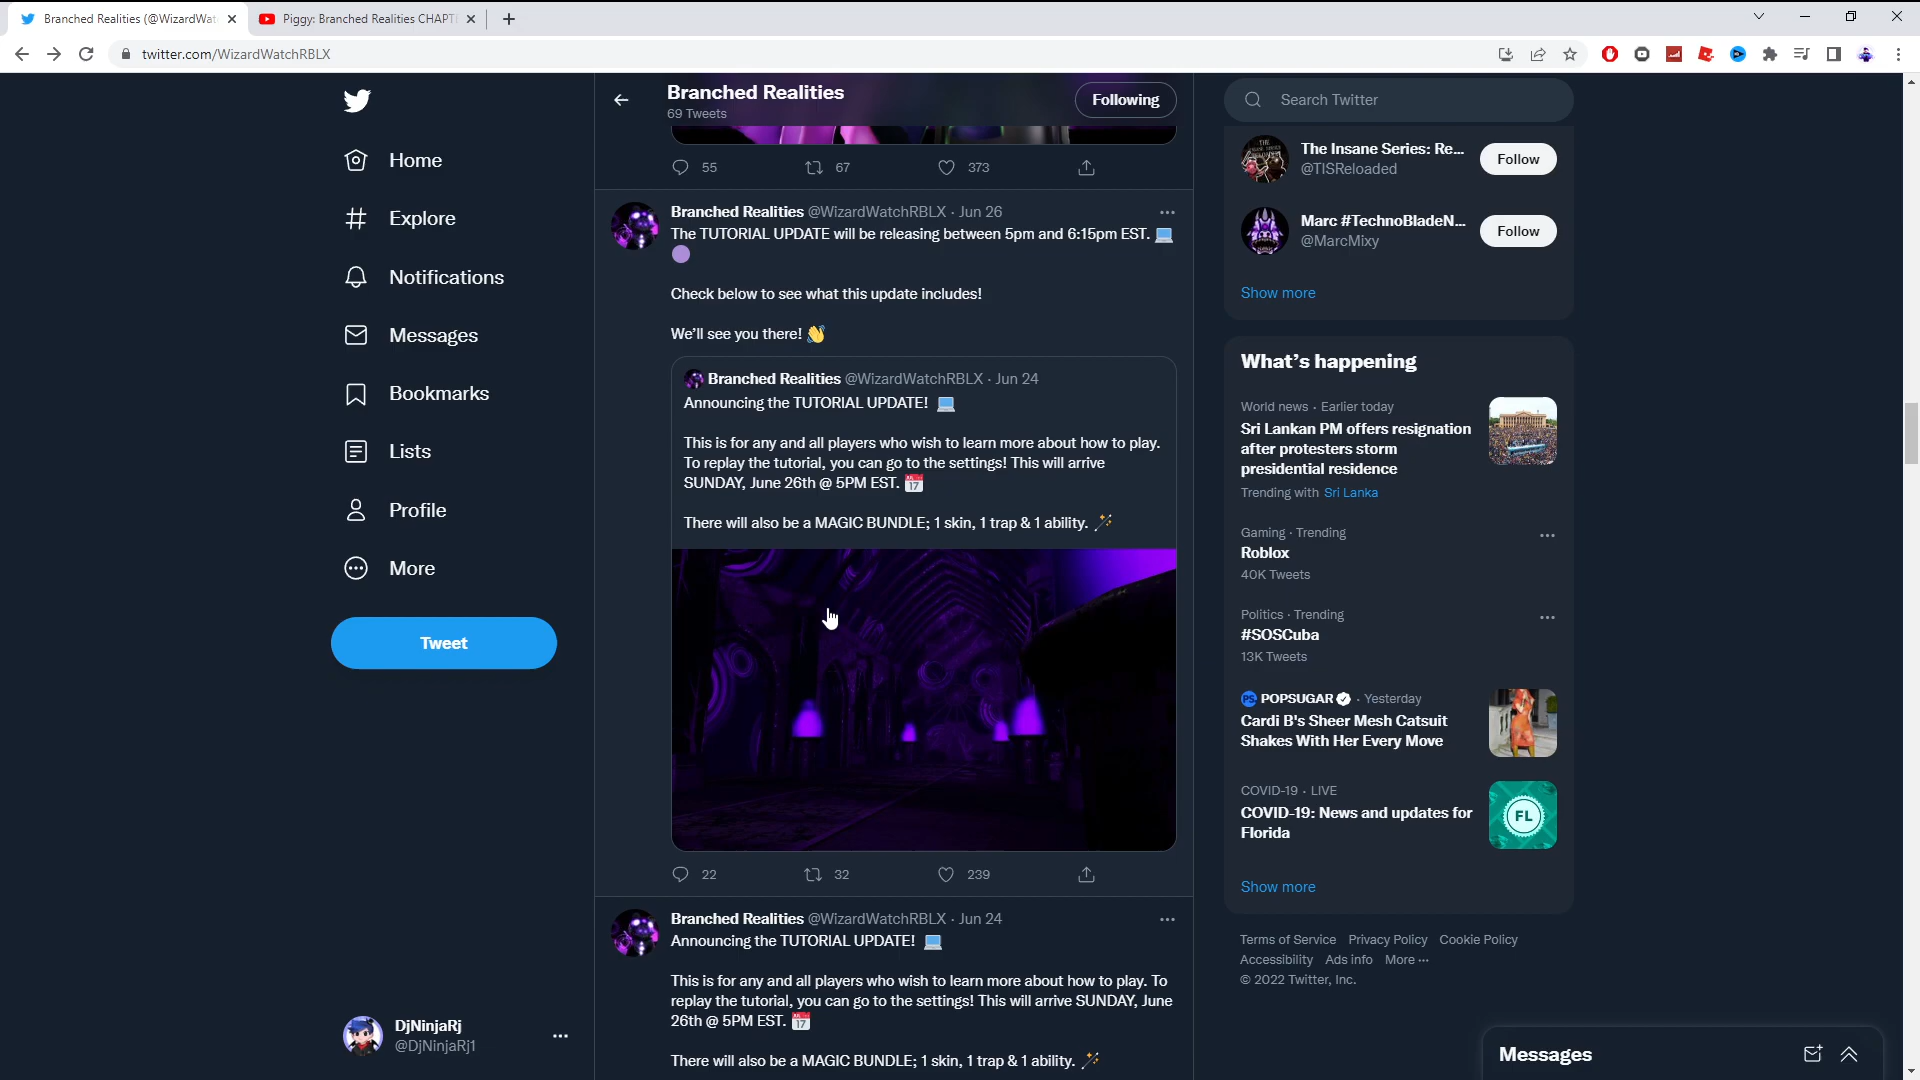 Branched Realities (@WizardWat
Piggy: Branched Realities CHAPT
twitter.com/WizardWatchRBLX
Home
Explore
Notifications
Messages
Bookmarks
Lists
Profile
More
Tweet
DjNinjaRj
@DjNinjaRj1
Branched Realities
69 Tweets
Following
55 67 373
Branched Realities @WizardWatchRBLX · Jun 26
The TUTORIAL UPDATE will be releasing between 5pm and 6:15pm EST. 💻
🟣
Check below to see what this update includes!
We'll see you there! 👋
Branched Realities @WizardWatchRBLX · Jun 24
Announcing the TUTORIAL UPDATE! 💻
This is for any and all players who wish to learn more about how to play.
To replay the tutorial, you can go to the settings! This will arrive
SUNDAY, June 26th @ 5PM EST. 📅
There will also be a MAGIC BUNDLE; 1 skin, 1 trap & 1 ability. 🪄
22 32 239
Branched Realities @WizardWatchRBLX · Jun 24
Announcing the TUTORIAL UPDATE! 💻
This is for any and all players who wish to learn more about how to play. To
replay the tutorial, you can go to the settings! This will arrive SUNDAY, June
26th @ 5PM EST. 📅
There will also be a MAGIC BUNDLE; 1 skin, 1 trap & 1 ability. 🪄
Search Twitter
The Insane Series: Re...
@TISReloaded
Follow
Marc #TechnoBladeN...
@MarcMixy
Follow
Show more
What's happening
World news · Earlier today
Sri Lankan PM offers resignation
after protesters storm
presidential residence
Trending with Sri Lanka
Gaming · Trending
Roblox
40K Tweets
Politics · Trending
#SOSCuba
13K Tweets
POPSUGAR · Yesterday
Cardi B's Sheer Mesh Catsuit
Shakes With Her Every Move
COVID-19 · LIVE
COVID-19: News and updates for
Florida
FL
Show more
Terms of Service Privacy Policy Cookie Policy
Accessibility Ads info More ···
© 2022 Twitter, Inc.
Messages